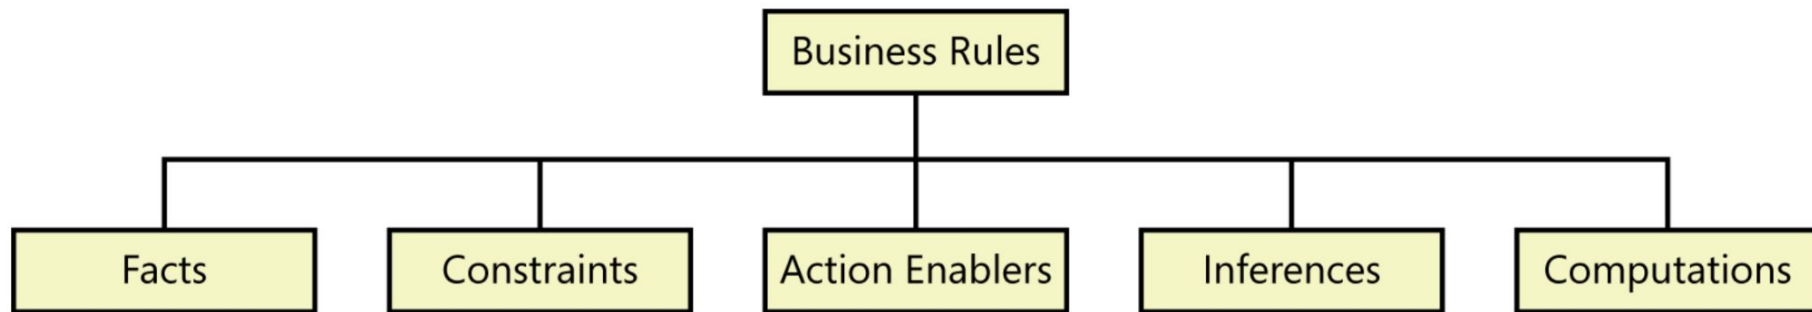 Business Rules
Facts
Constraints
Action Enablers
Inferences
Computations